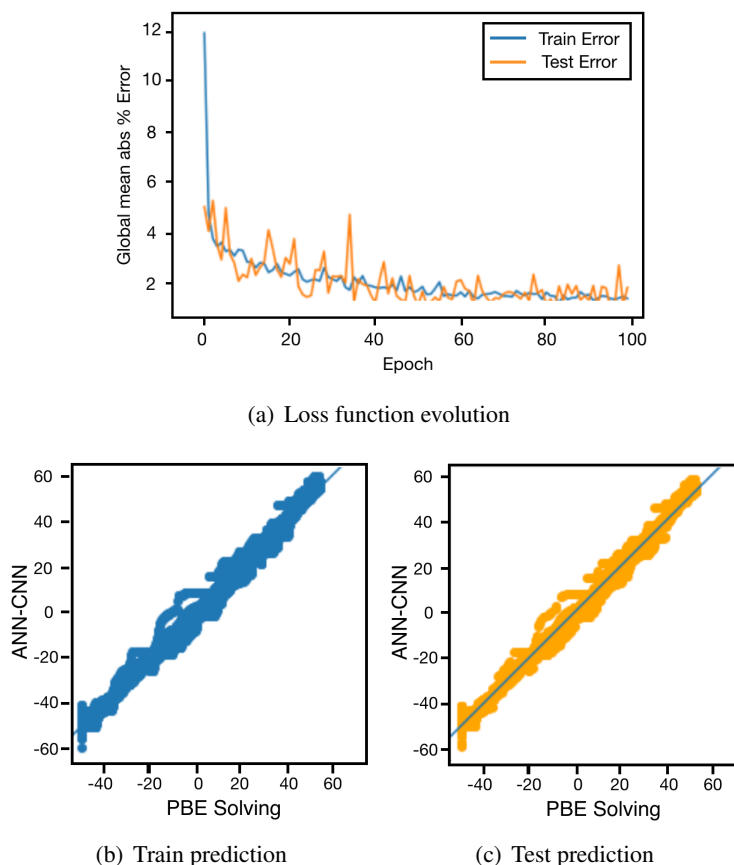 12
10
8
6
4
2
Global mean abs % Error
Train Error
Test Error
0 20 40 60 80 100
Epoch
(a) Loss function evolution
60
40
20
0
-20
-40
-60
ANN-CNN
-40 -20 0 20 40 60
PBE Solving
(b) Train prediction
60
40
20
0
-20
-40
-60
ANN-CNN
-40 -20 0 20 40 60
PBE Solving
(c) Test prediction